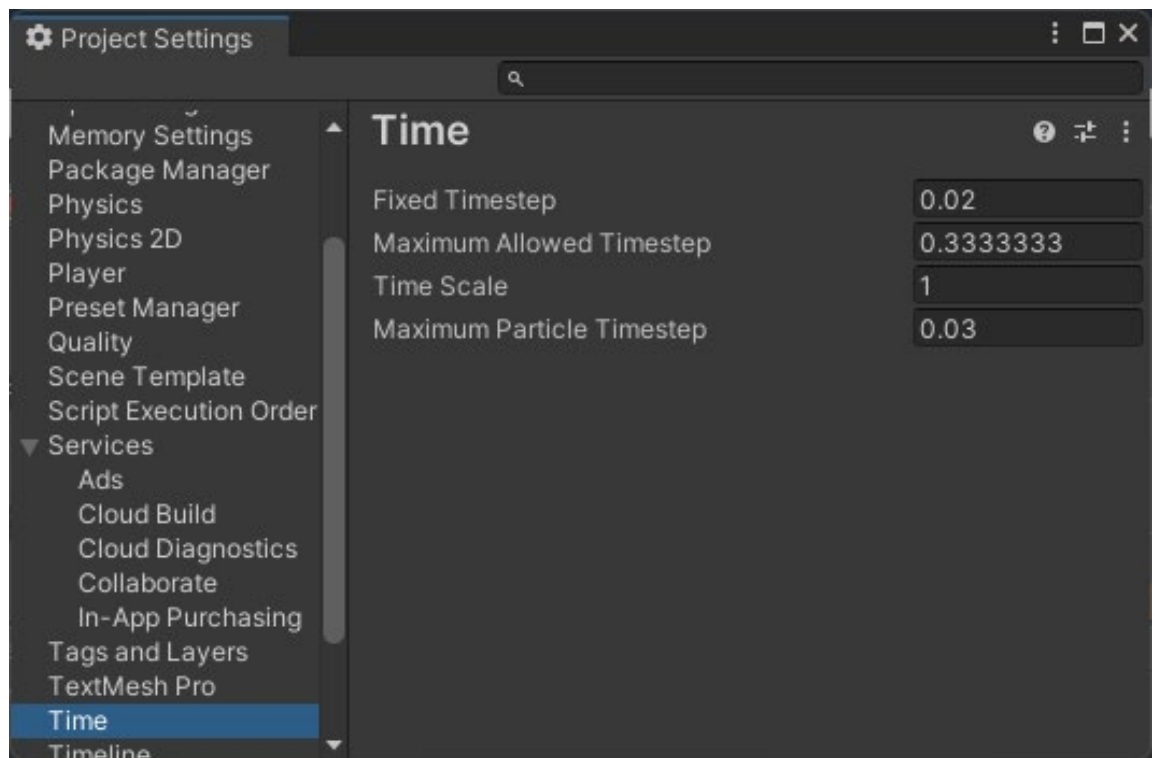 Project Settings
Memory Settings
Package Manager
Physics
Physics 2D
Player
Preset Manager
Quality
Scene Template
Script Execution Order
Services
Ads
Cloud Build
Cloud Diagnostics
Collaborate
In-App Purchasing
Tags and Layers
TextMesh Pro
Time
Timeline
Time
Fixed Timestep 0.02
Maximum Allowed Timestep 0.3333333
Time Scale 1
Maximum Particle Timestep 0.03